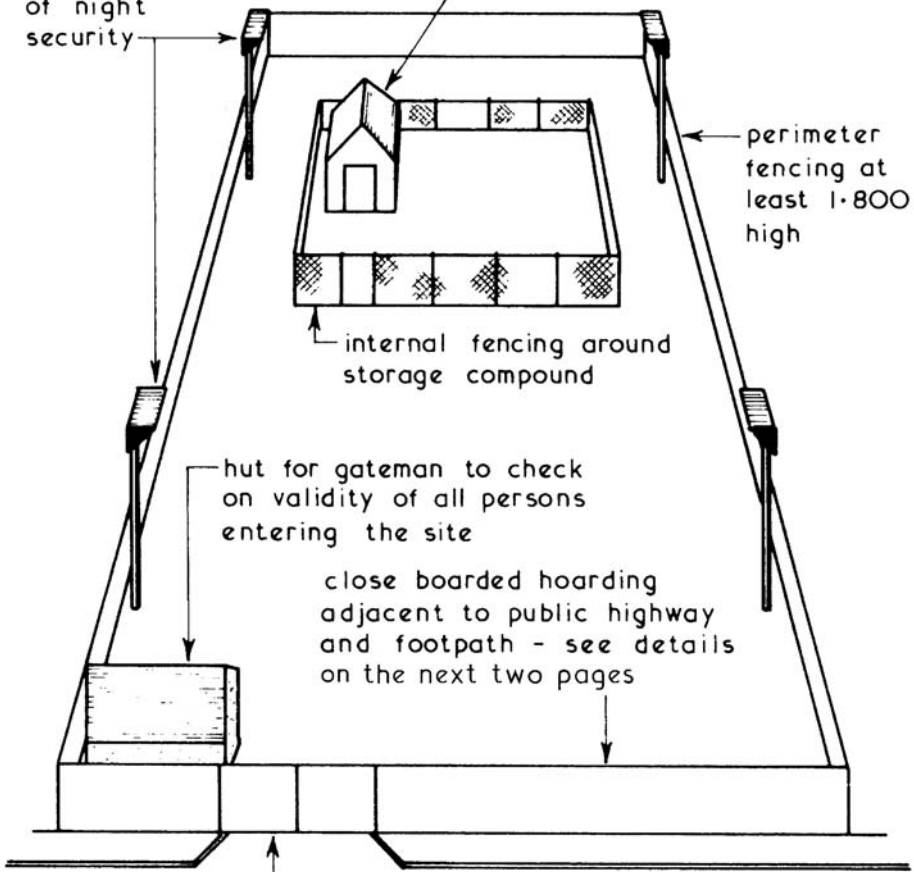 of night
security
perimeter
fencing at
least 1·800
high
internal fencing around
storage compound
hut for gateman to check
on validity of all persons
entering the site
close boarded hoarding
adjacent to public highway
and footpath - see details
on the next two pages